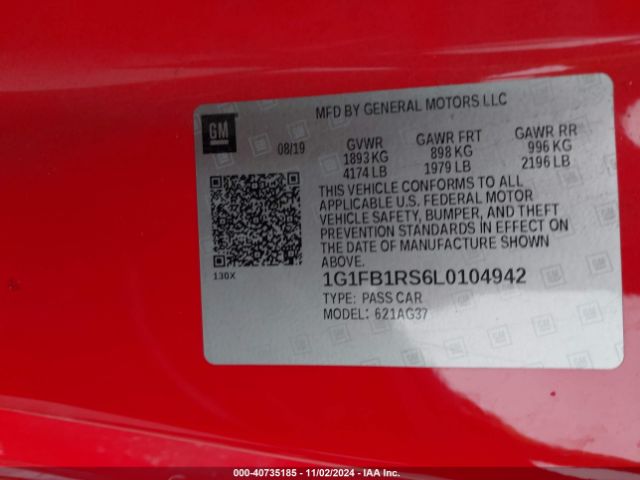 MFD BY GENERAL MOTORS LLC
GM
08/19 GVWR GAWR FRT GAWR RR
1893 KG 898 KG 996 KG
4174 LB 1979 LB 2196 LB
THIS VEHICLE CONFORMS TO ALL
APPLICABLE U.S. FEDERAL MOTOR
VEHICLE SAFETY, BUMPER, AND THEFT
PREVENTION STANDARDS IN EFFECT ON
THE DATE OF MANUFACTURE SHOWN
ABOVE.
130X
1G1FB1RS6L0104942
TYPE: PASS CAR
MODEL: 621AG37
000-40735185 - 11/02/2024 - IAAI.COM